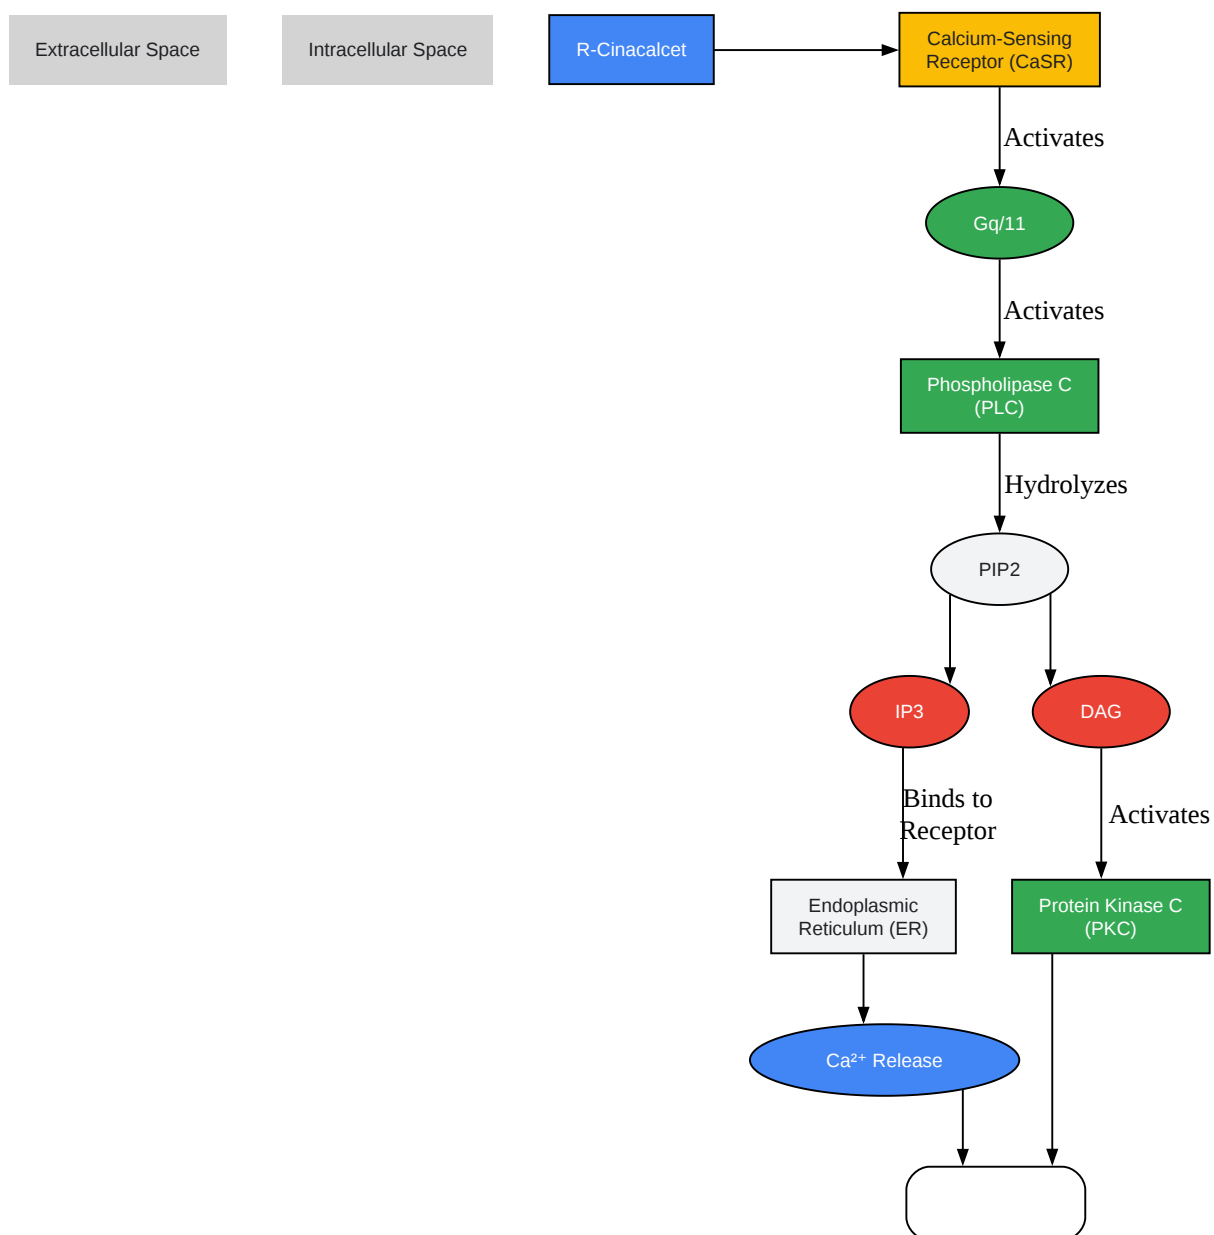 Extracellular Space
Intracellular Space
R-Cinacalcet
Calcium-Sensing
Receptor (CaSR)
Activates
Gq/11
Activates
Phospholipase C
(PLC)
Hydrolyzes
PIP2
IP3
DAG
Binds to
Receptor
Activates
Endoplasmic
Reticulum (ER)
Protein Kinase C
(PKC)
Ca²⁺ Release